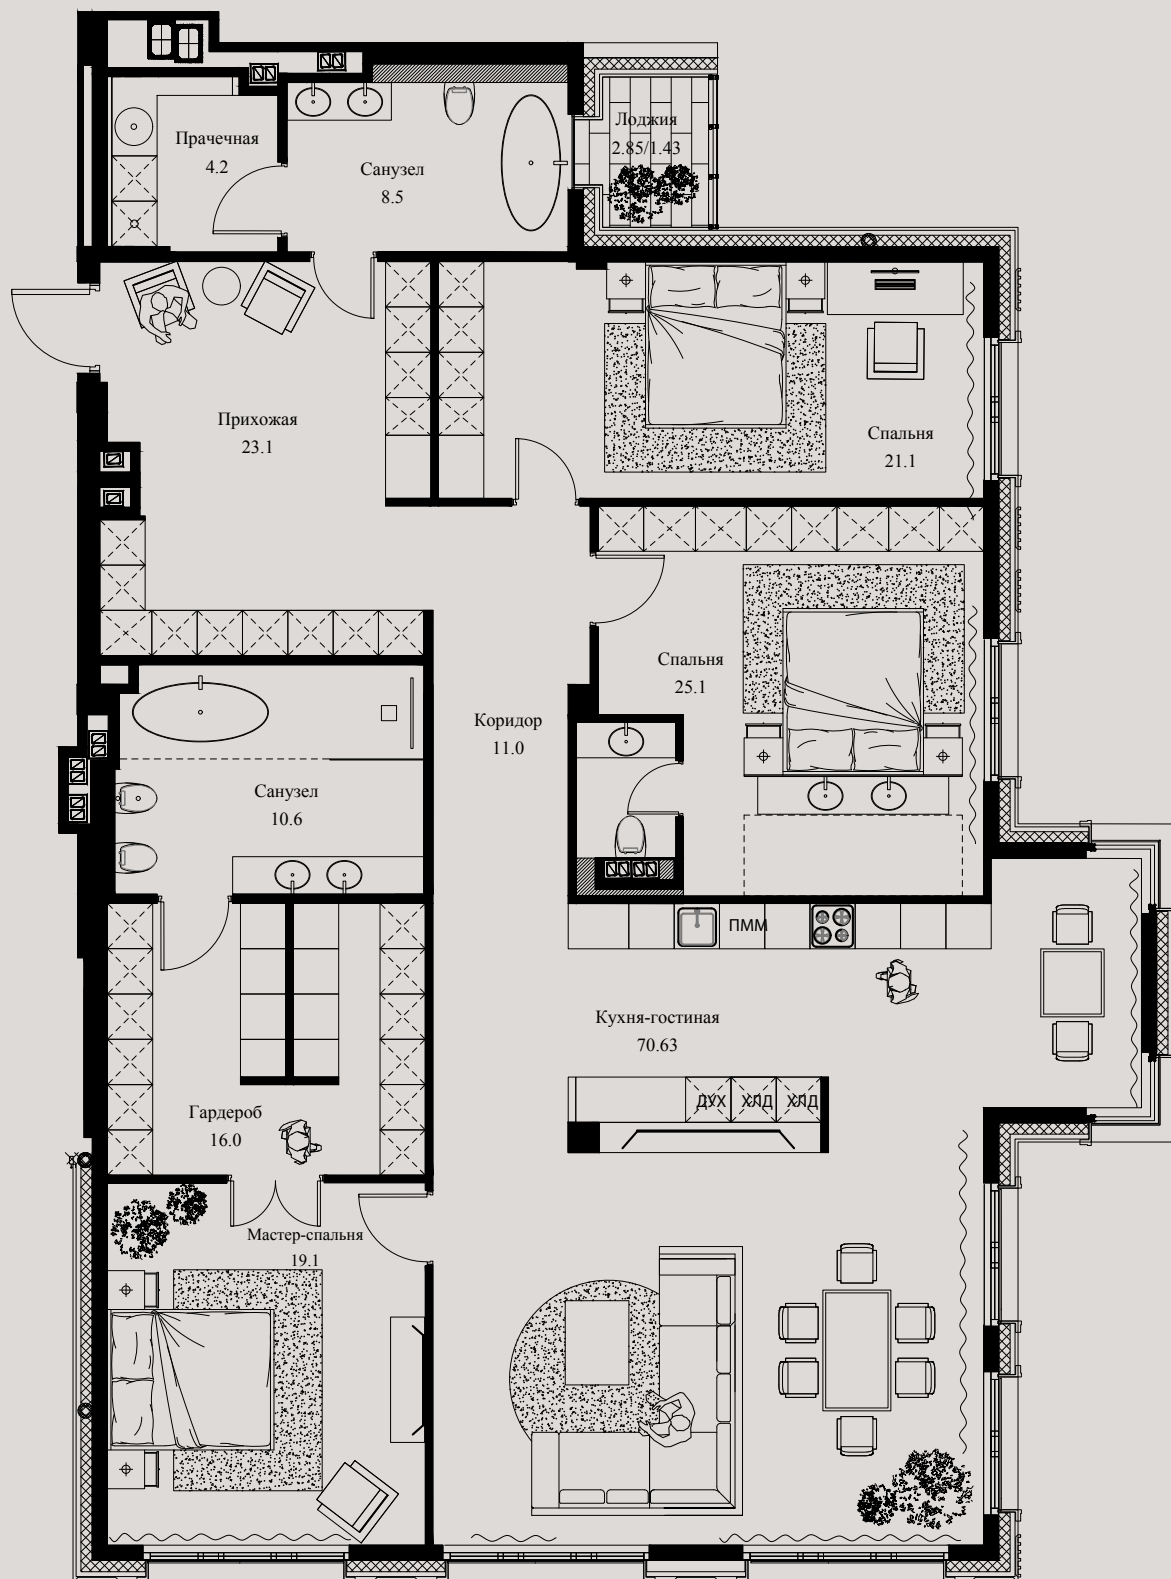 Лоджия
2.85/1.43
Прачечная
4.2
Санузел
8.5
Прихожая
23.1
Спальня
21.1
Спальня
25.1
Коридор
11.0
Санузел
10.6
ПММ
Кухня-гостиная
70.63
ДУХ ХЛД ХЛД
Гардероб
16.0
Мастер-спальня
19.1